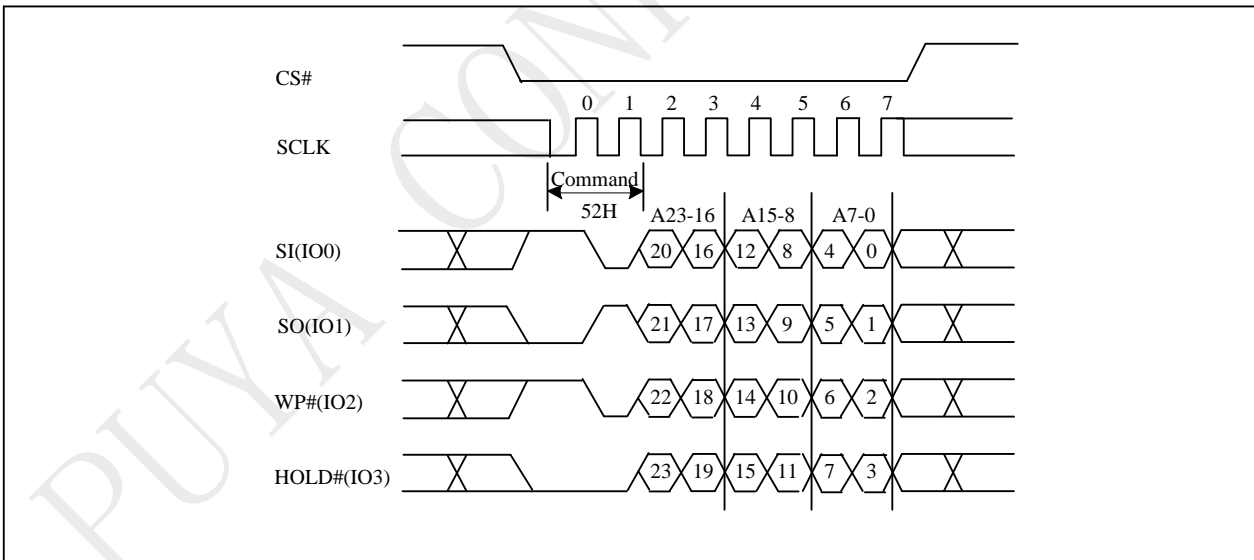 PUYA CON
CS#
0 1 2 3 4 5 6 7
SCLK
Command
52H
A23-16 A15-8 A7-0
SI(IO0)
20 16 12 8 4 0
SO(IO1)
21 17 13 9 5 1
WP#(IO2)
22 18 14 10 6 2
HOLD#(IO3)
23 19 15 11 7 3